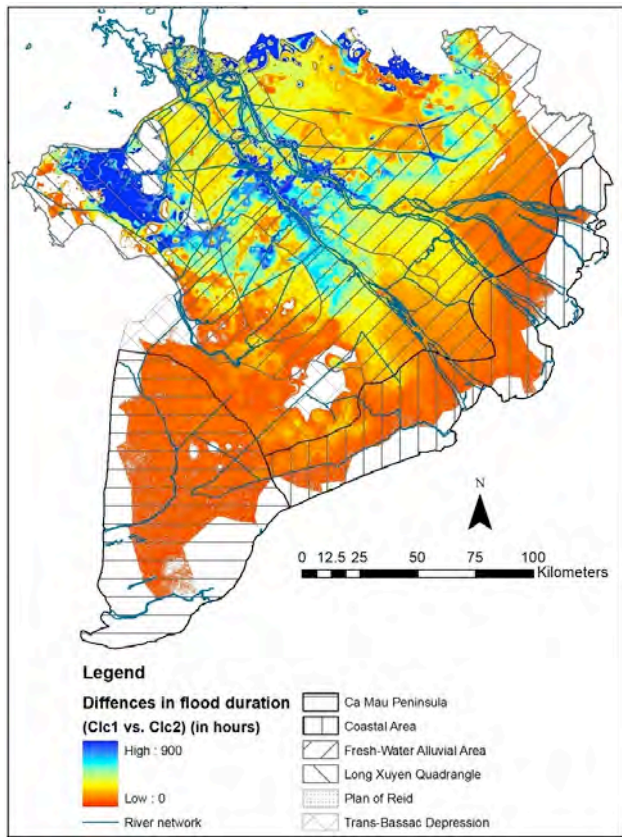 N
0 12.5 25 50 75 100
Kilometers
Legend
Diffences in flood duration
(Clc1 vs. Clc2) (in hours)
High : 900
Low : 0
River network
Ca Mau Peninsula
Coastal Area
Fresh-Water Alluvial Area
Long Xuyen Quadrangle
Plan of Reid
Trans-Bassac Depression